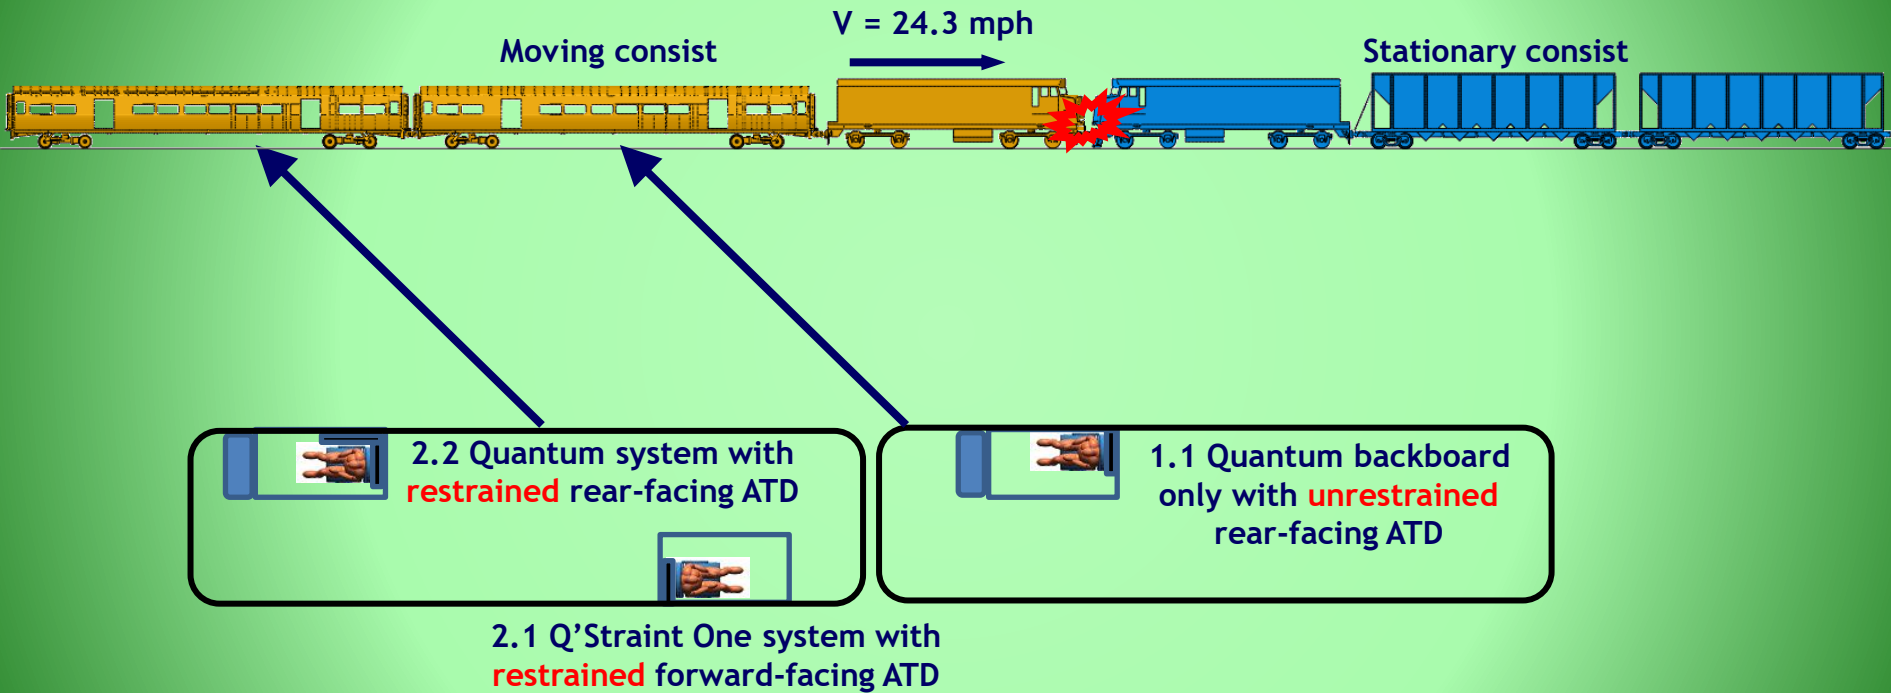 V = 24.3 mph
Moving consist
Stationary consist
2.2 Quantum system with
restrained rear-facing ATD
1.1 Quantum backboard
only with unrestrained
rear-facing ATD
2.1 Q’Straint One system with
restrained forward-facing ATD